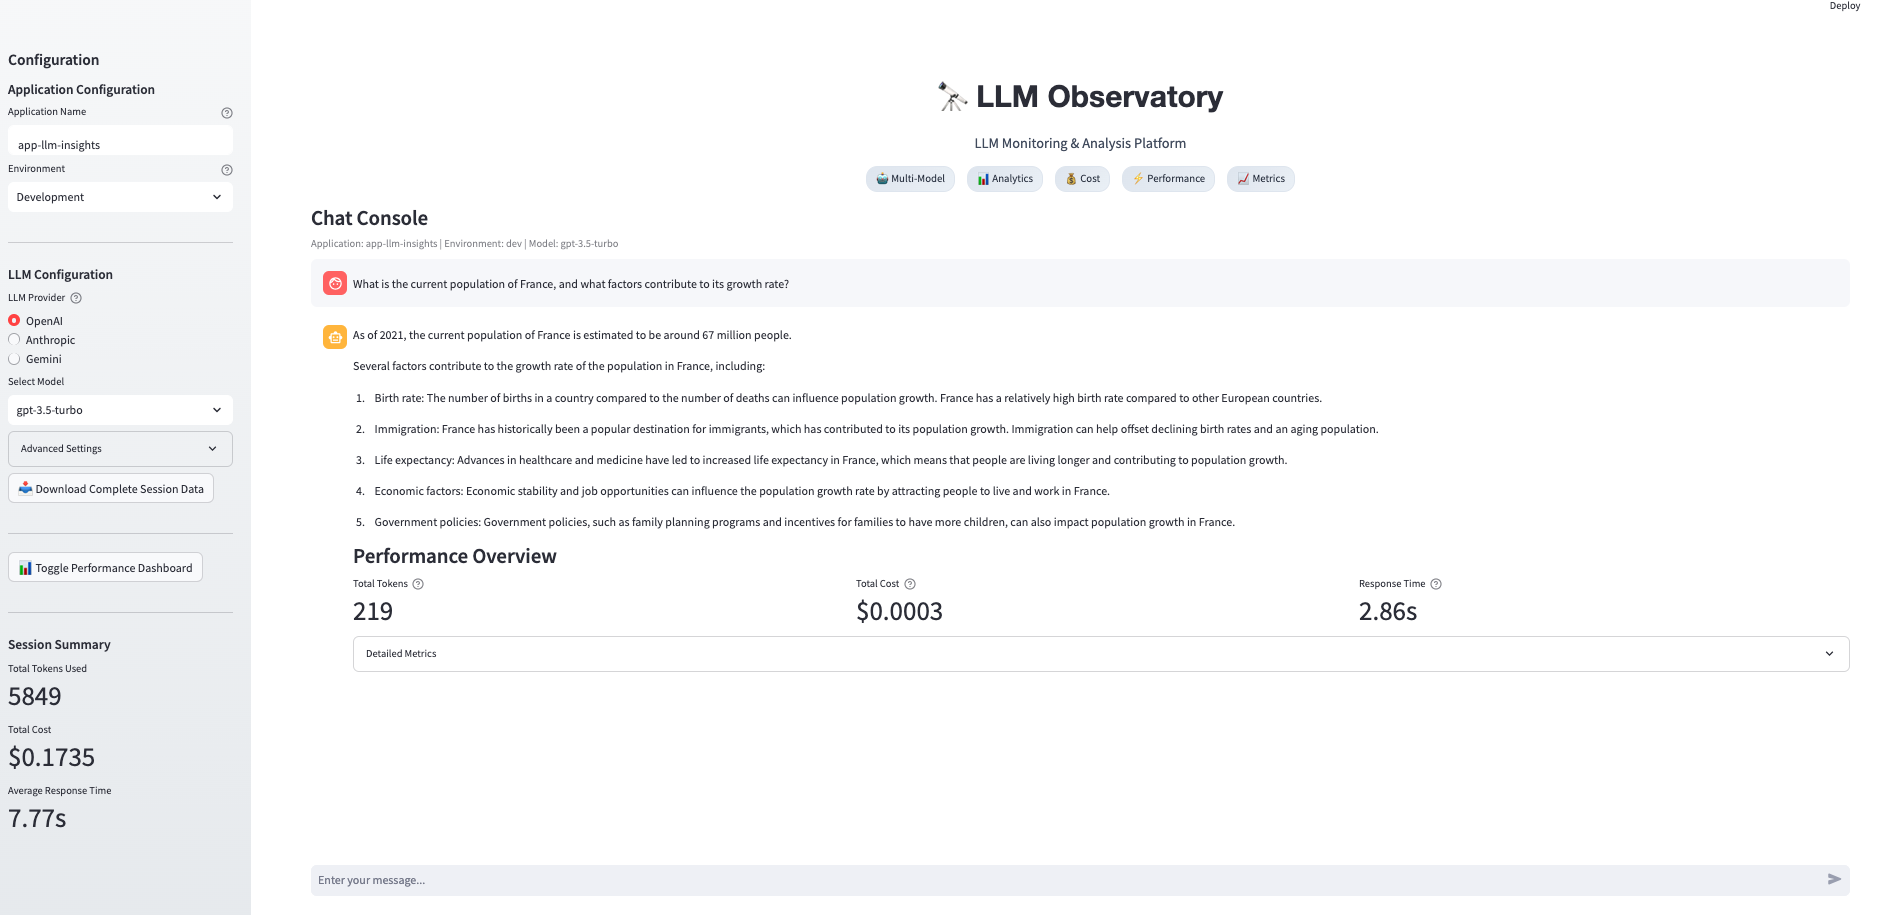 Deploy
Configuration
Application Configuration
Application Name
app-llm-insights
Environment
Development
LLM Configuration
LLM Provider
OpenAI
Anthropic
Gemini
Select Model
gpt-3.5-turbo
Advanced Settings
Download Complete Session Data
Toggle Performance Dashboard
Session Summary
Total Tokens Used
5849
Total Cost
$0.1735
Average Response Time
7.77s
LLM Observatory
LLM Monitoring & Analysis Platform
Multi-Model Analytics Cost Performance Metrics
Chat Console
Application: app-llm-insights | Environment: dev | Model: gpt-3.5-turbo
What is the current population of France, and what factors contribute to its growth rate?
As of 2021, the current population of France is estimated to be around 67 million people.
Several factors contribute to the growth rate of the population in France, including:
1. Birth rate: The number of births in a country compared to the number of deaths can influence population growth. France has a relatively high birth rate compared to other European countries.
2. Immigration: France has historically been a popular destination for immigrants, which has contributed to its population growth. Immigration can help offset declining birth rates and an aging population.
3. Life expectancy: Advances in healthcare and medicine have led to increased life expectancy in France, which means that people are living longer and contributing to population growth.
4. Economic factors: Economic stability and job opportunities can influence the population growth rate by attracting people to live and work in France.
5. Government policies: Government policies, such as family planning programs and incentives for families to have more children, can also impact population growth in France.
Performance Overview
Total Tokens Total Cost Response Time
219 $0.0003 2.86s
Detailed Metrics
Enter your message...